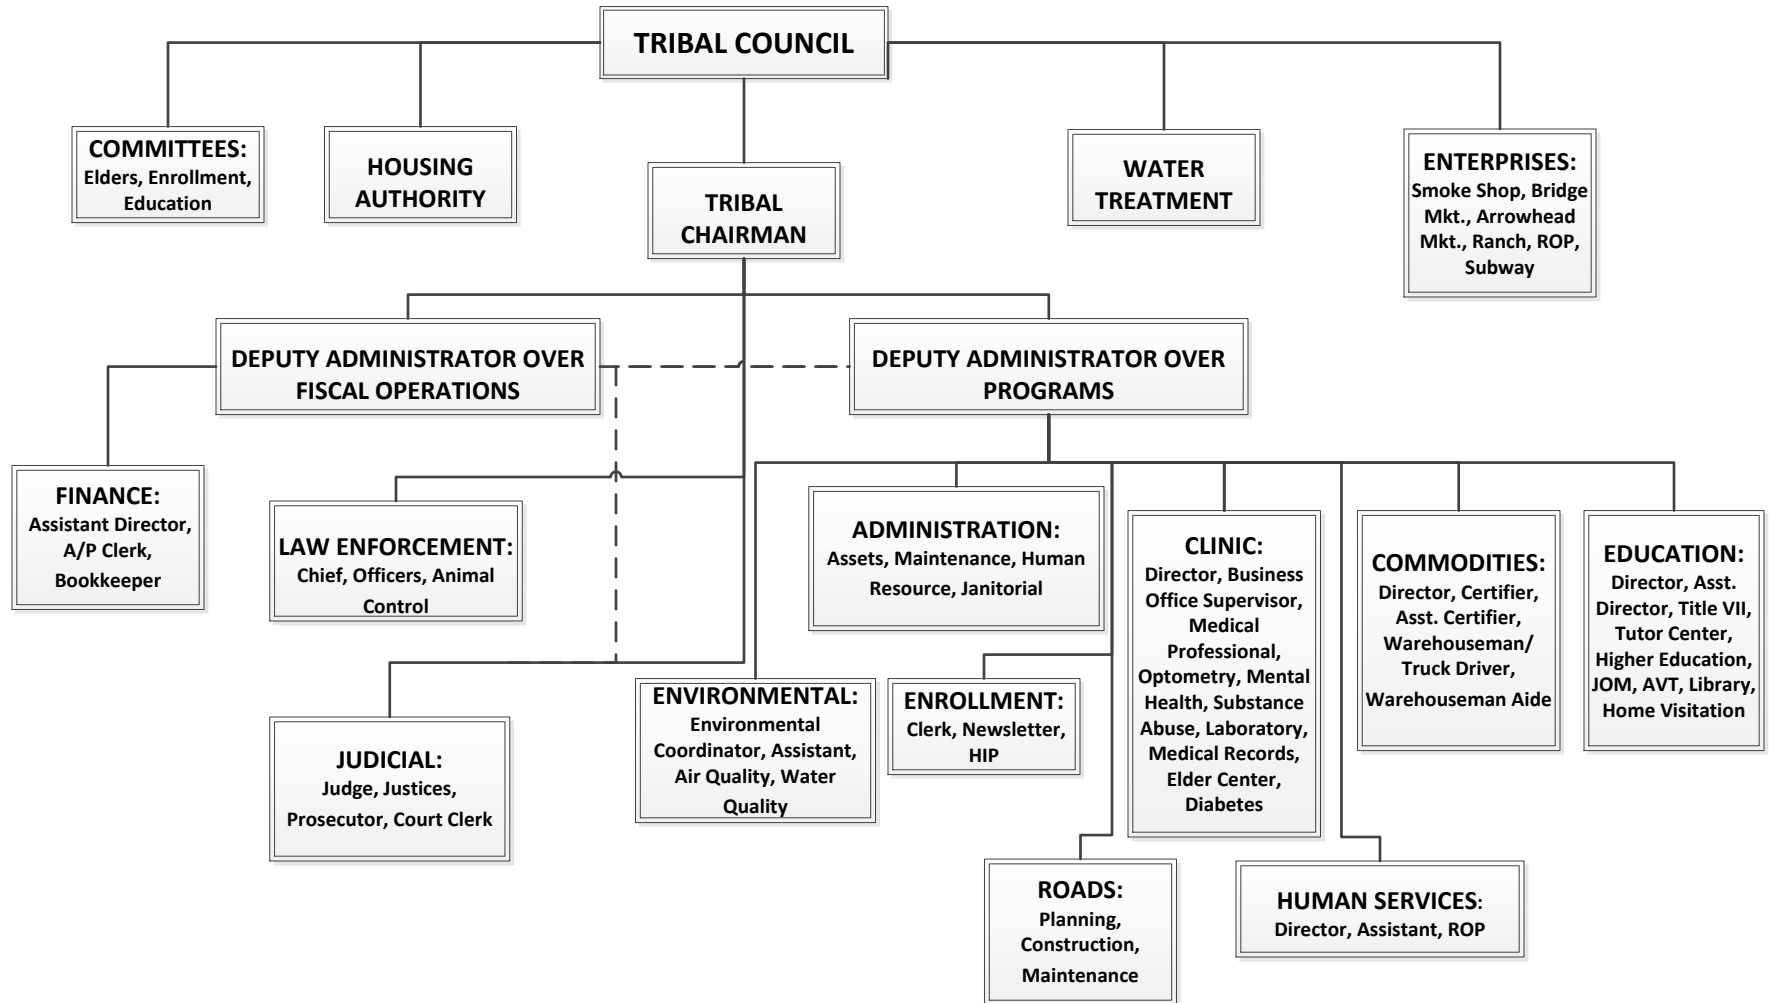 TRIBAL COUNCIL
COMMITTEES:
Elders, Enrollment,
Education
HOUSING
AUTHORITY
TRIBAL
CHAIRMAN
WATER
TREATMENT
ENTERPRISES:
Smoke Shop, Bridge
Mkt., Arrowhead
Mkt., Ranch, ROP,
Subway
DEPUTY ADMINISTRATOR OVER
FISCAL OPERATIONS
DEPUTY ADMINISTRATOR OVER
PROGRAMS
FINANCE:
Assistant Director,
A/P Clerk,
Bookkeeper
LAW ENFORCEMENT:
Chief, Officers, Animal
Control
ADMINISTRATION:
Assets, Maintenance, Human
Resource, Janitorial
CLINIC:
Director, Business
Office Supervisor,
Medical
Professional,
Optometry, Mental
Health, Substance
Abuse, Laboratory,
Medical Records,
Elder Center,
Diabetes
COMMODITIES:
Director, Certifier,
Asst. Certifier,
Warehouseman/
Truck Driver,
Warehouseman Aide
EDUCATION:
Director, Asst.
Director, Title VII,
Tutor Center,
Higher Education,
JOM, AVT, Library,
Home Visitation
JUDICIAL:
Judge, Justices,
Prosecutor, Court Clerk
ENVIRONMENTAL:
Environmental
Coordinator, Assistant,
Air Quality, Water
Quality
ENROLLMENT:
Clerk, Newsletter,
HIP
ROADS:
Planning,
Construction,
Maintenance
HUMAN SERVICES:
Director, Assistant, ROP